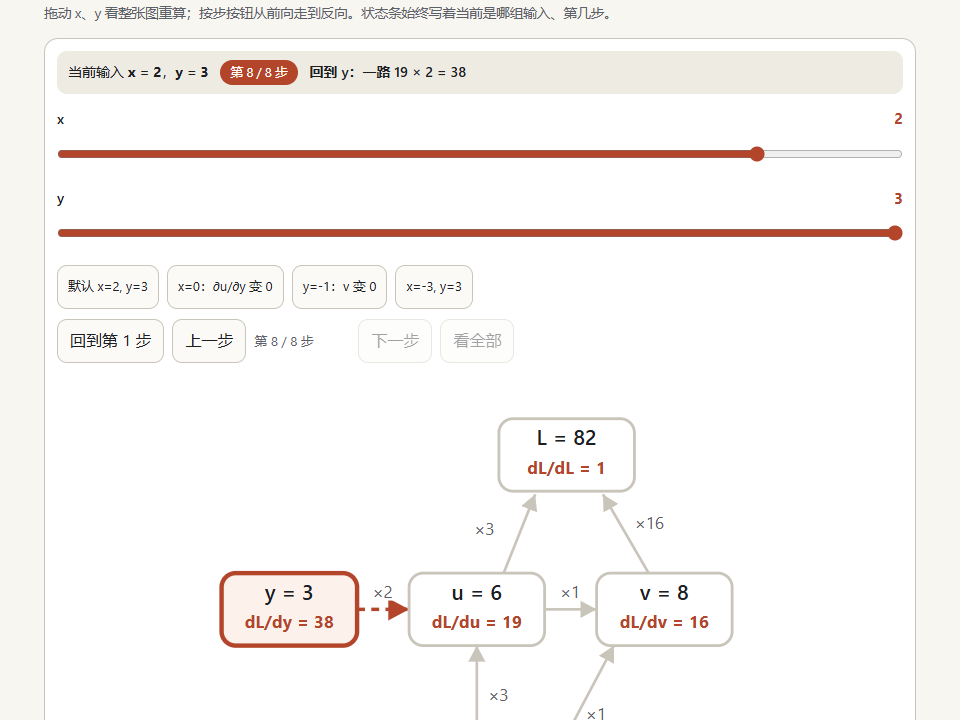 拖动 x、y 看整张图重算；按步按钮从前向走到反向。状态条始终写着当前是哪组输入、第几步。
当前输入 x = 2，y = 3 第 8 / 8 步 回到 y：一路 19 × 2 = 38
x 2
y 3
默认 x=2, y=3 x=0：∂u/∂y 变 0 y=-1：v 变 0 x=-3, y=3
回到第 1 步 上一步 第 8 / 8 步 下一步 看全部
L = 82
dL/dL = 1
×3 ×16
y = 3 ×2 u = 6 ×1 v = 8
dL/dy = 38 dL/du = 19 dL/dv = 16
×3
×1